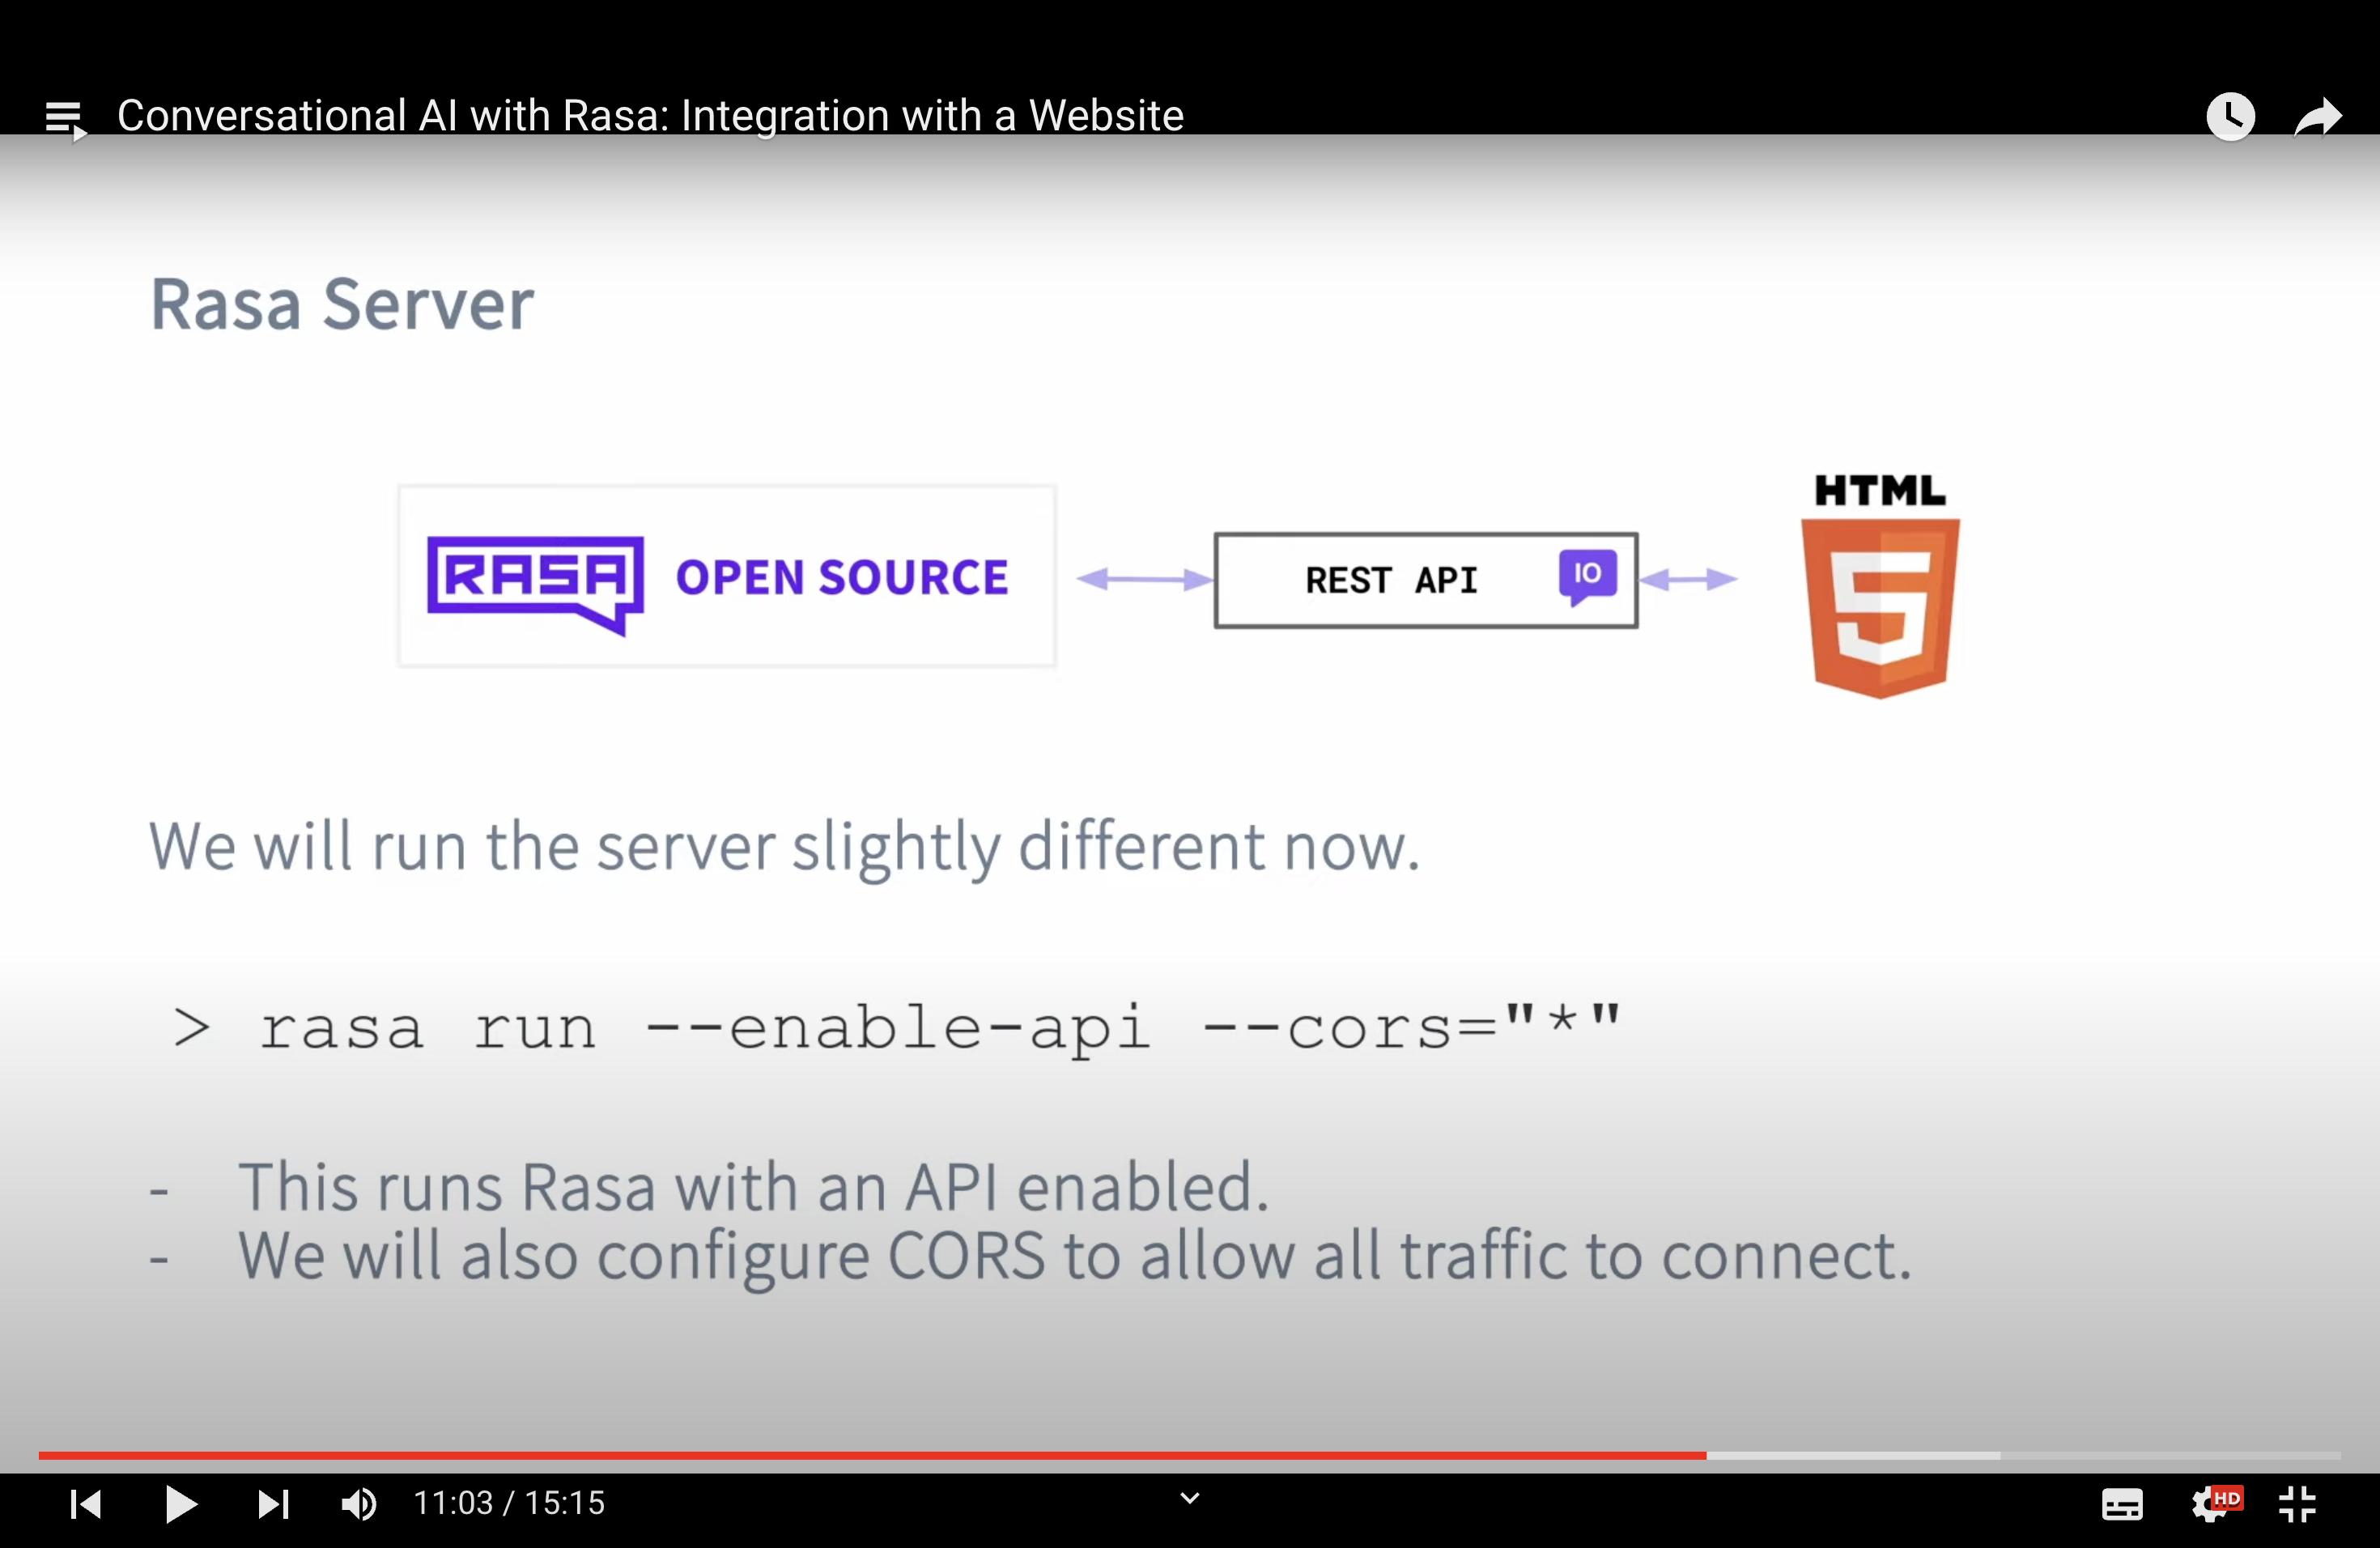 Conversational AI with Rasa: Integration with a Website
Rasa Server
HTML
RASA OPEN SOURCE
REST API
IO
5
We will run the server slightly different now.
> rasa run --enable-api --cors="*"
- This runs Rasa with an API enabled.
- We will also configure CORS to allow all traffic to connect.
11:03 / 15:15
HD